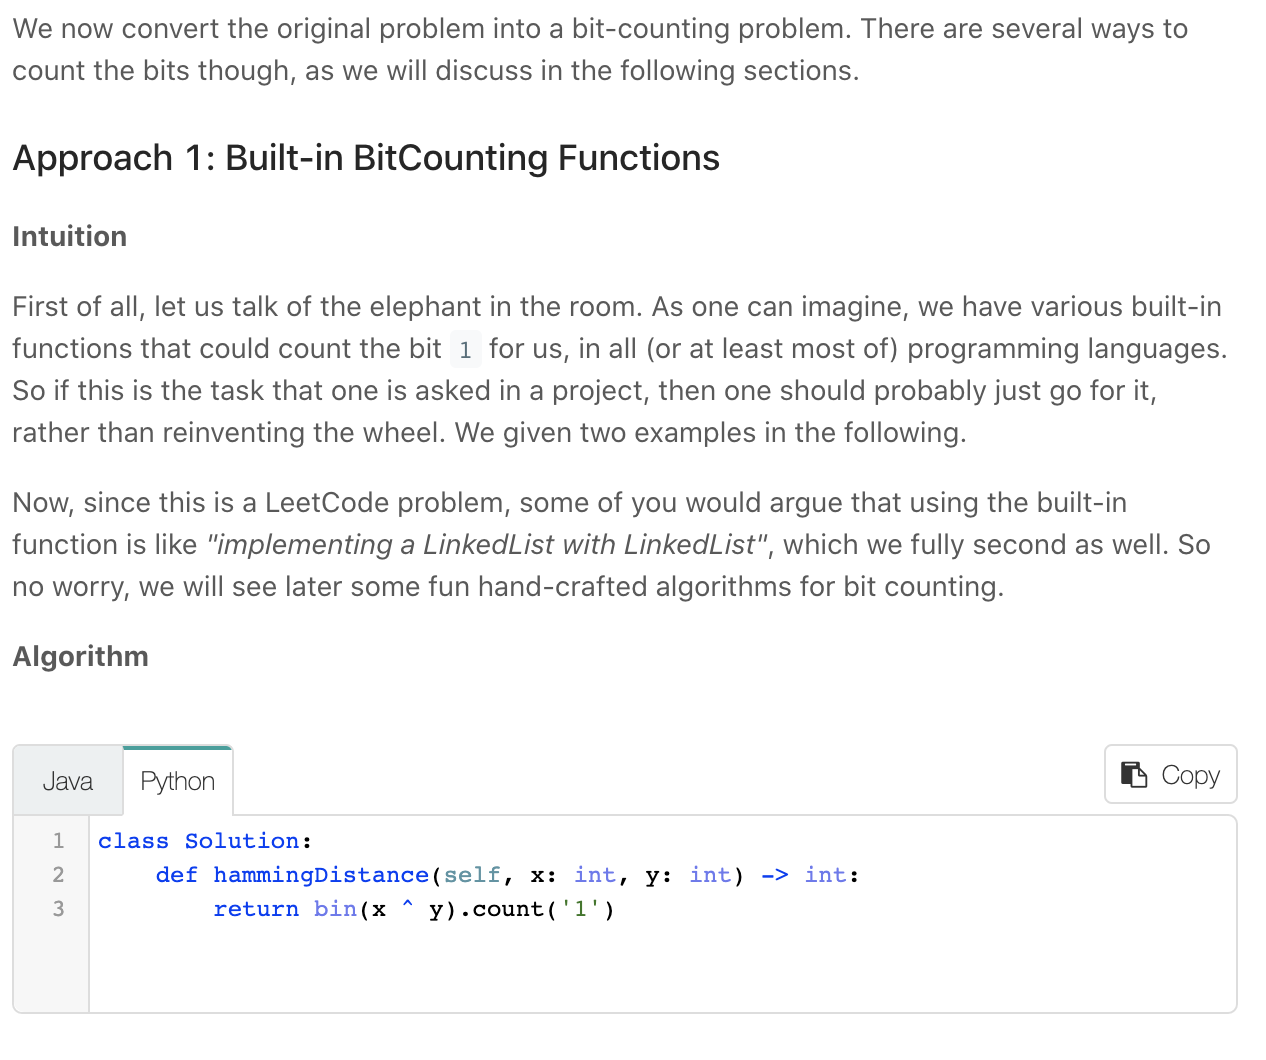 We now convert the original problem into a bit-counting problem. There are several ways to
count the bits though, as we will discuss in the following sections.
Approach 1: Built-in BitCounting Functions
Intuition
First of all, let us talk of the elephant in the room. As one can imagine, we have various built-in
functions that could count the bit 1 for us, in all (or at least most of) programming languages.
So if this is the task that one is asked in a project, then one should probably just go for it,
rather than reinventing the wheel. We given two examples in the following.
Now, since this is a LeetCode problem, some of you would argue that using the built-in
function is like "implementing a LinkedList with LinkedList", which we fully second as well. So
no worry, we will see later some fun hand-crafted algorithms for bit counting.
Algorithm
Java Python Copy
1 class Solution:
2     def hammingDistance(self, x: int, y: int) -> int:
3         return bin(x ^ y).count('1')